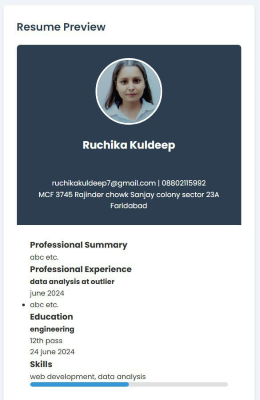 Resume Preview
Ruchika Kuldeep
ruchikakuldeep7@gmail.com | 08802115992
MCF 3745 Rajinder chowk Sanjay colony sector 23A
Faridabad
Professional Summary
abc etc.
Professional Experience
data analysis at outlier
june 2024
abc etc.
Education
engineering
12th pass
24 june 2024
Skills
web development, data analysis